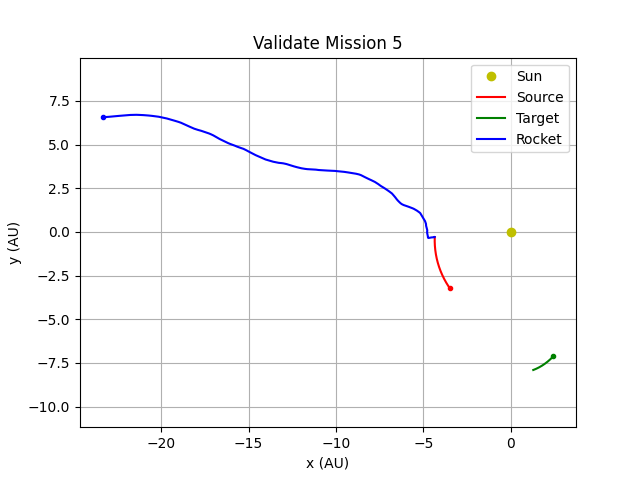 Validate Mission 5
Sun
Source
Target
Rocket
7.5
5.0
2.5
0.0
−2.5
−5.0
−7.5
−10.0
y (AU)
−20 −15 −10 −5 0
x (AU)